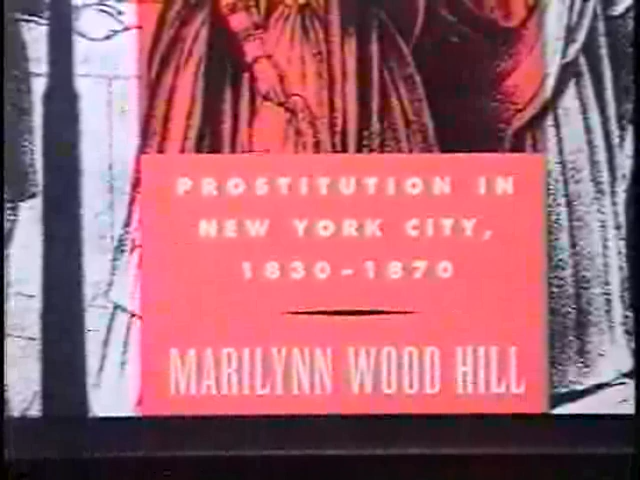 PROSTITUTION IN
NEW YORK CITY,
1830-1870
MARILYNN WOOD HILL